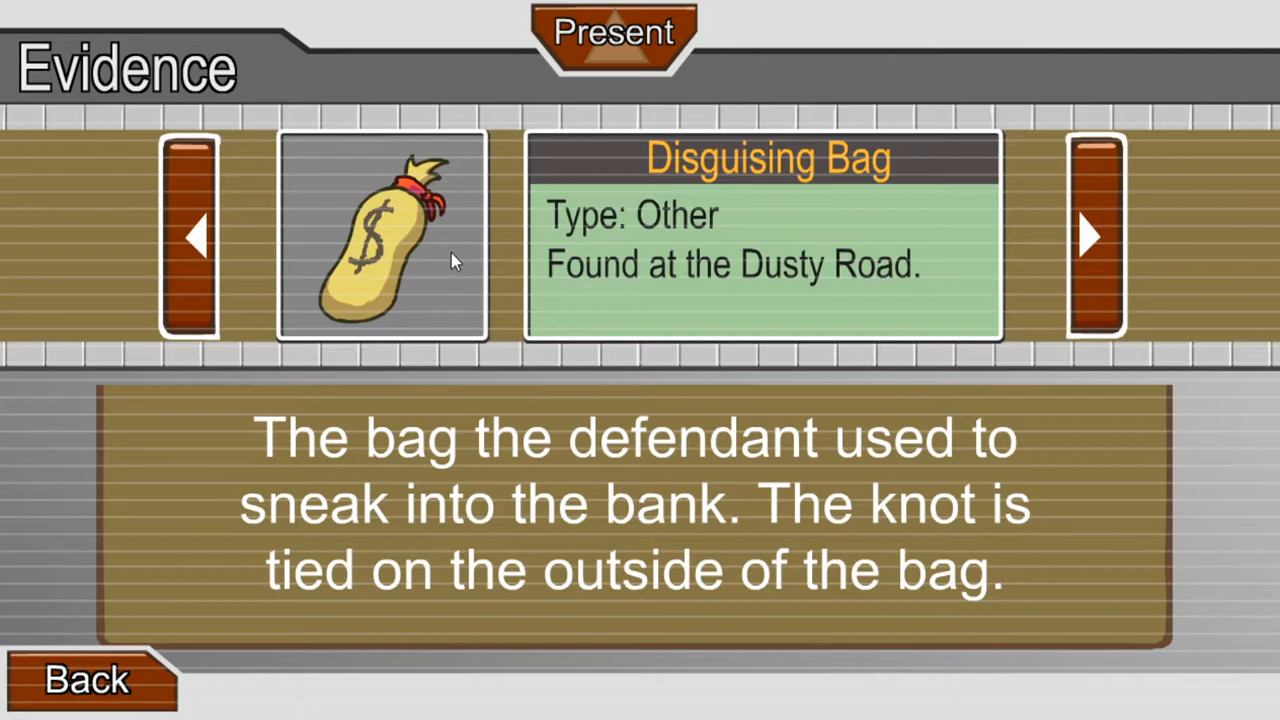 Present
Evidence
Disguising Bag
Type: Other
Found at the Dusty Road.
$
The bag the defendant used to
sneak into the bank. The knot is
tied on the outside of the bag.
Back